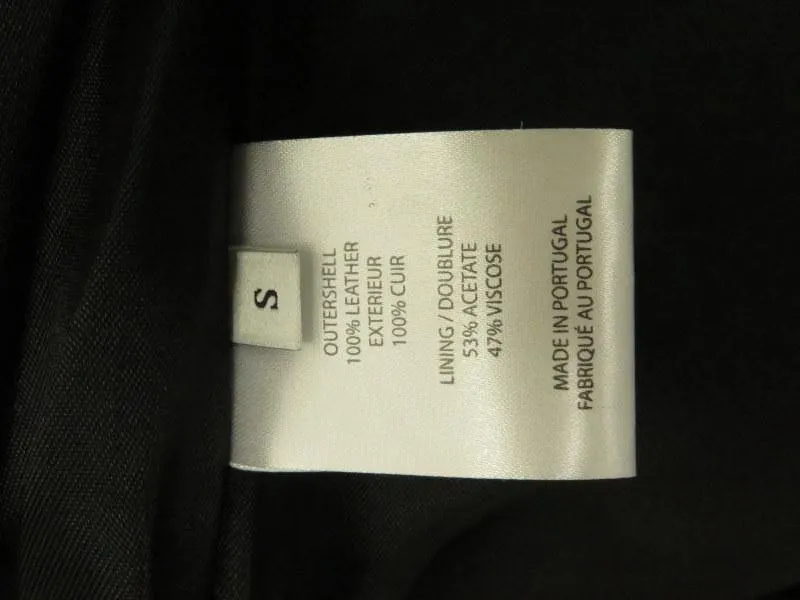 S
OUTERSHELL
100% LEATHER
EXTERIEUR
100% CUIR
LINING / DOUBLURE
53% ACETATE
47% VISCOSE
MADE IN PORTUGAL
FABRIQUÉ AU PORTUGAL